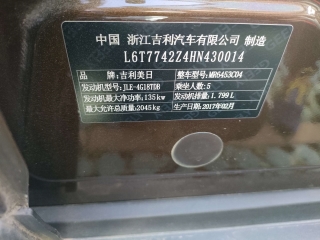 中国 浙江吉利汽车有限公司 制造
L6T7742Z4HN430014
品牌：吉利美日 整车型号：MR6453C04
发动机型号：JLE-4G18TDB 乘坐人数：5
发动机最大净功率：135kw 发动机排量：1.799L
最大允许总质量：2045kg 生产日期：2017年02月